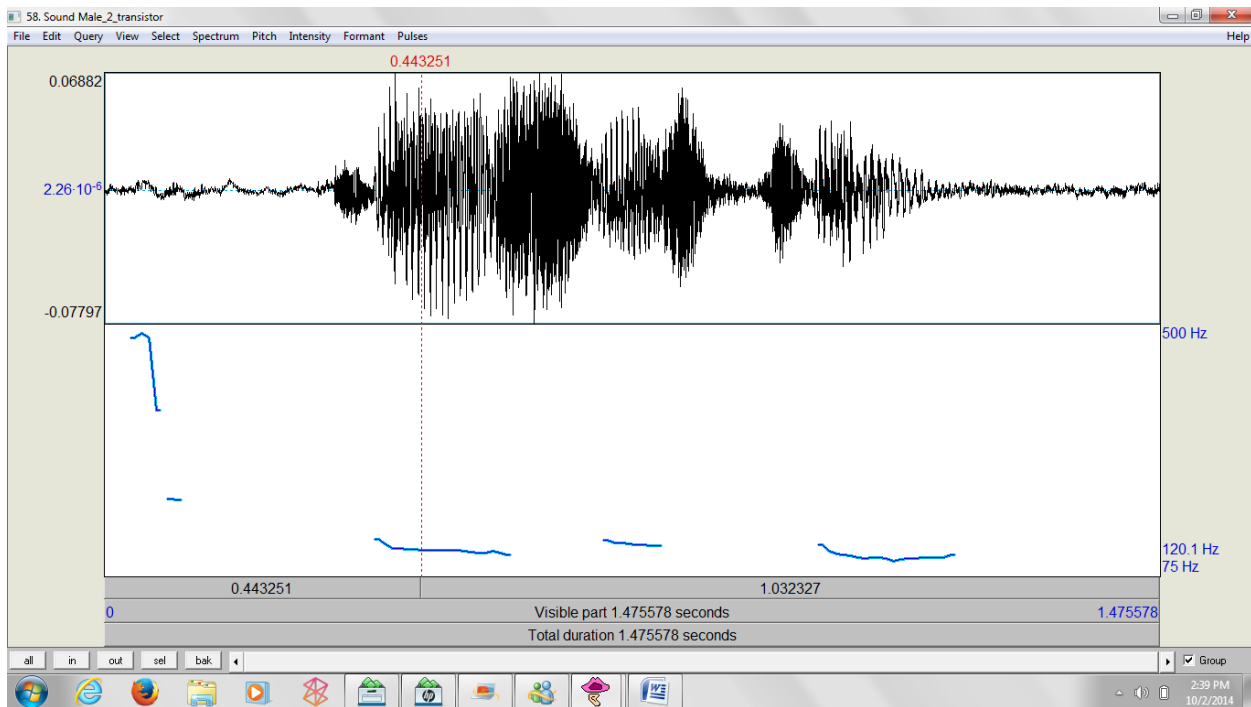 58. Sound Male_2_transistor
File Edit Query View Select Spectrum Pitch Intensity Formant Pulses Help
0.443251
0.06882
2.26·10⁻⁶
-0.07797
500 Hz
120.1 Hz
75 Hz
0.443251 1.032327
0 Visible part 1.475578 seconds 1.475578
Total duration 1.475578 seconds
all in out sel bak Group
2:39 PM
10/2/2014